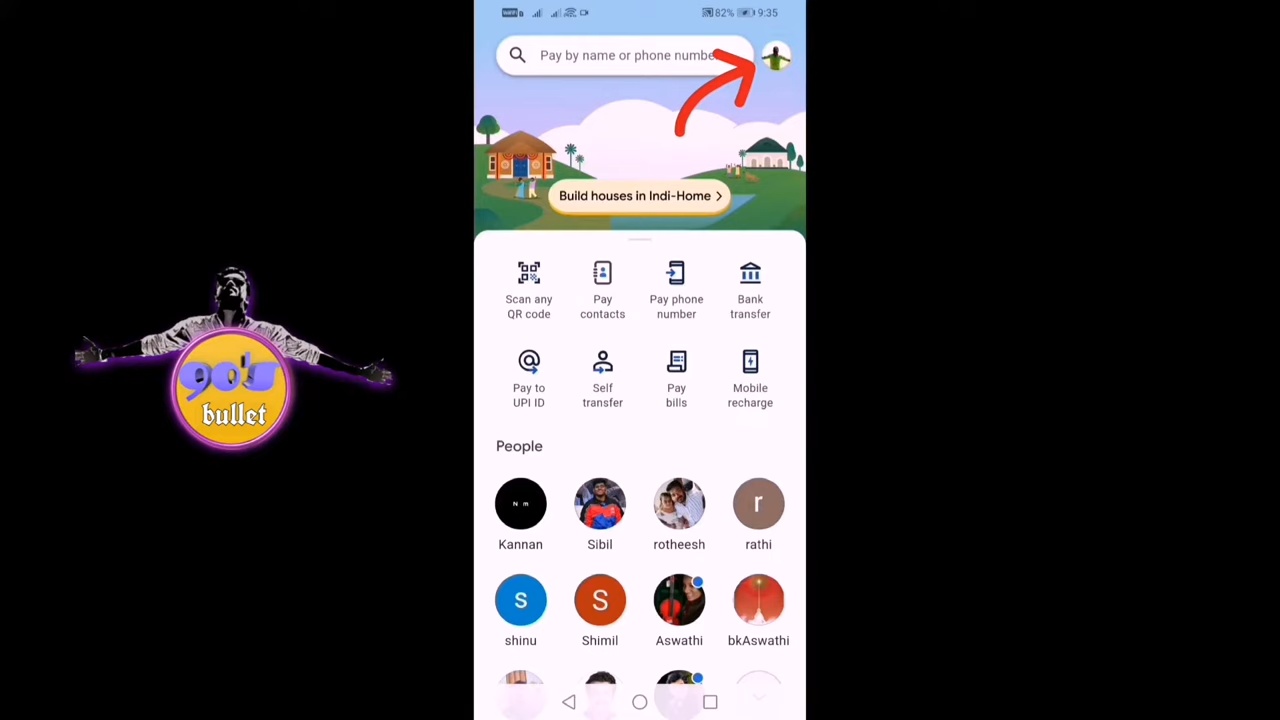 82% 9:35
Pay by name or phone numbe
Build houses in Indi-Home
Scan any
QR code
Pay
contacts
Pay phone
number
Bank
transfer
Pay to
UPI ID
Self
transfer
Pay
bills
Mobile
recharge
People
N m
r
Kannan
Sibil
rotheesh
rathi
s
S
shinu
Shimil
Aswathi
bkAswathi
90's
bullet